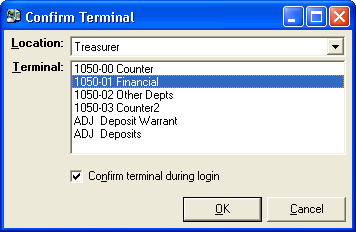 Confirm Terminal
Location: Treasurer
Terminal: 1050-00 Counter
1050-01 Financial
1050-02 Other Depts
1050-03 Counter2
ADJ  Deposit Warrant
ADJ  Deposits
Confirm terminal during login
OK Cancel